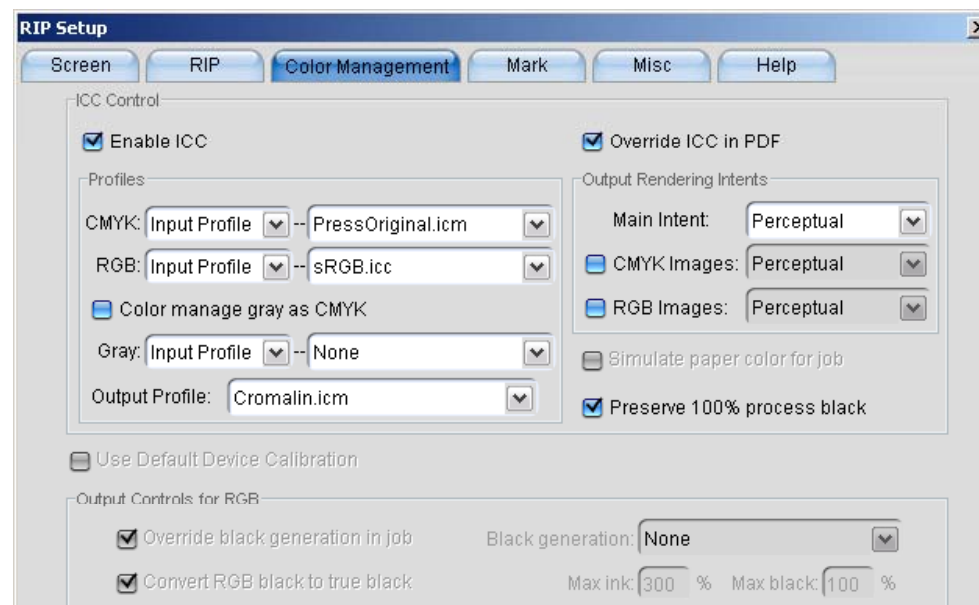 RIP Setup
Screen RIP Color Management Mark Misc Help
ICC Control
Enable ICC
Override ICC in PDF
Profiles
CMYK: Input Profile -- PressOriginal.icm
RGB: Input Profile -- sRGB.icc
Color manage gray as CMYK
Gray: Input Profile -- None
Output Profile: Cromalin.icm
Output Rendering Intents
Main Intent: Perceptual
CMYK Images: Perceptual
RGB Images: Perceptual
Simulate paper color for job
Preserve 100% process black
Use Default Device Calibration
Output Controls for RGB
Override black generation in job Black generation: None
Convert RGB black to true black Max ink: 300 % Max black: 100 %